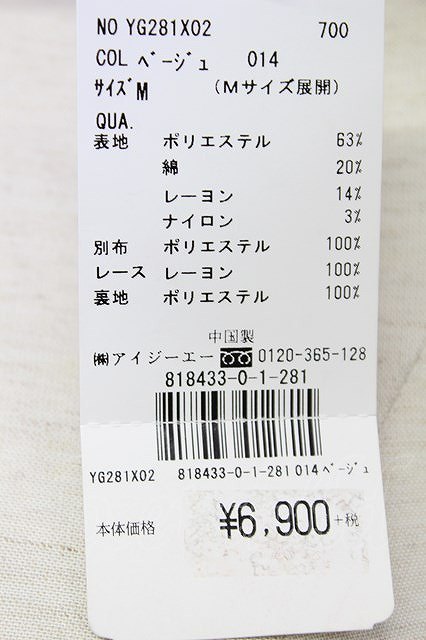 NO YG281X02 700
COL ベージュ 014
サイズ M (Mサイズ展開)
QUA.
表地 ポリエステル 63%
綿 20%
レーヨン 14%
ナイロン 3%
別布 ポリエステル 100%
レース レーヨン 100%
裏地 ポリエステル 100%
中国製
㈱アイジーエー 0120-365-128
818433-0-1-281
YG281X02 818433-0-1-281 014 ベージュ
本体価格 ¥6,900+税